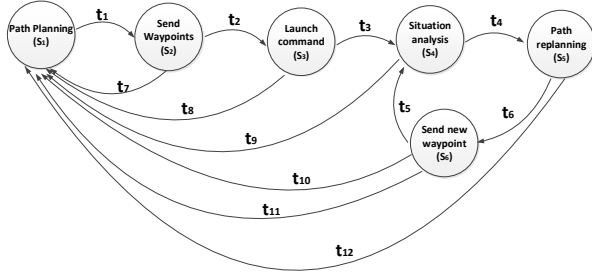 Path Planning
(S1)
t1
Send
Waypoints
(S2)
t2
Launch
command
(S3)
t3
Situation
analysis
(S4)
t4
Path
replanning
(S5)
t7
t8
t9
t5
t6
Send new
waypoint
(S6)
t10
t11
t12